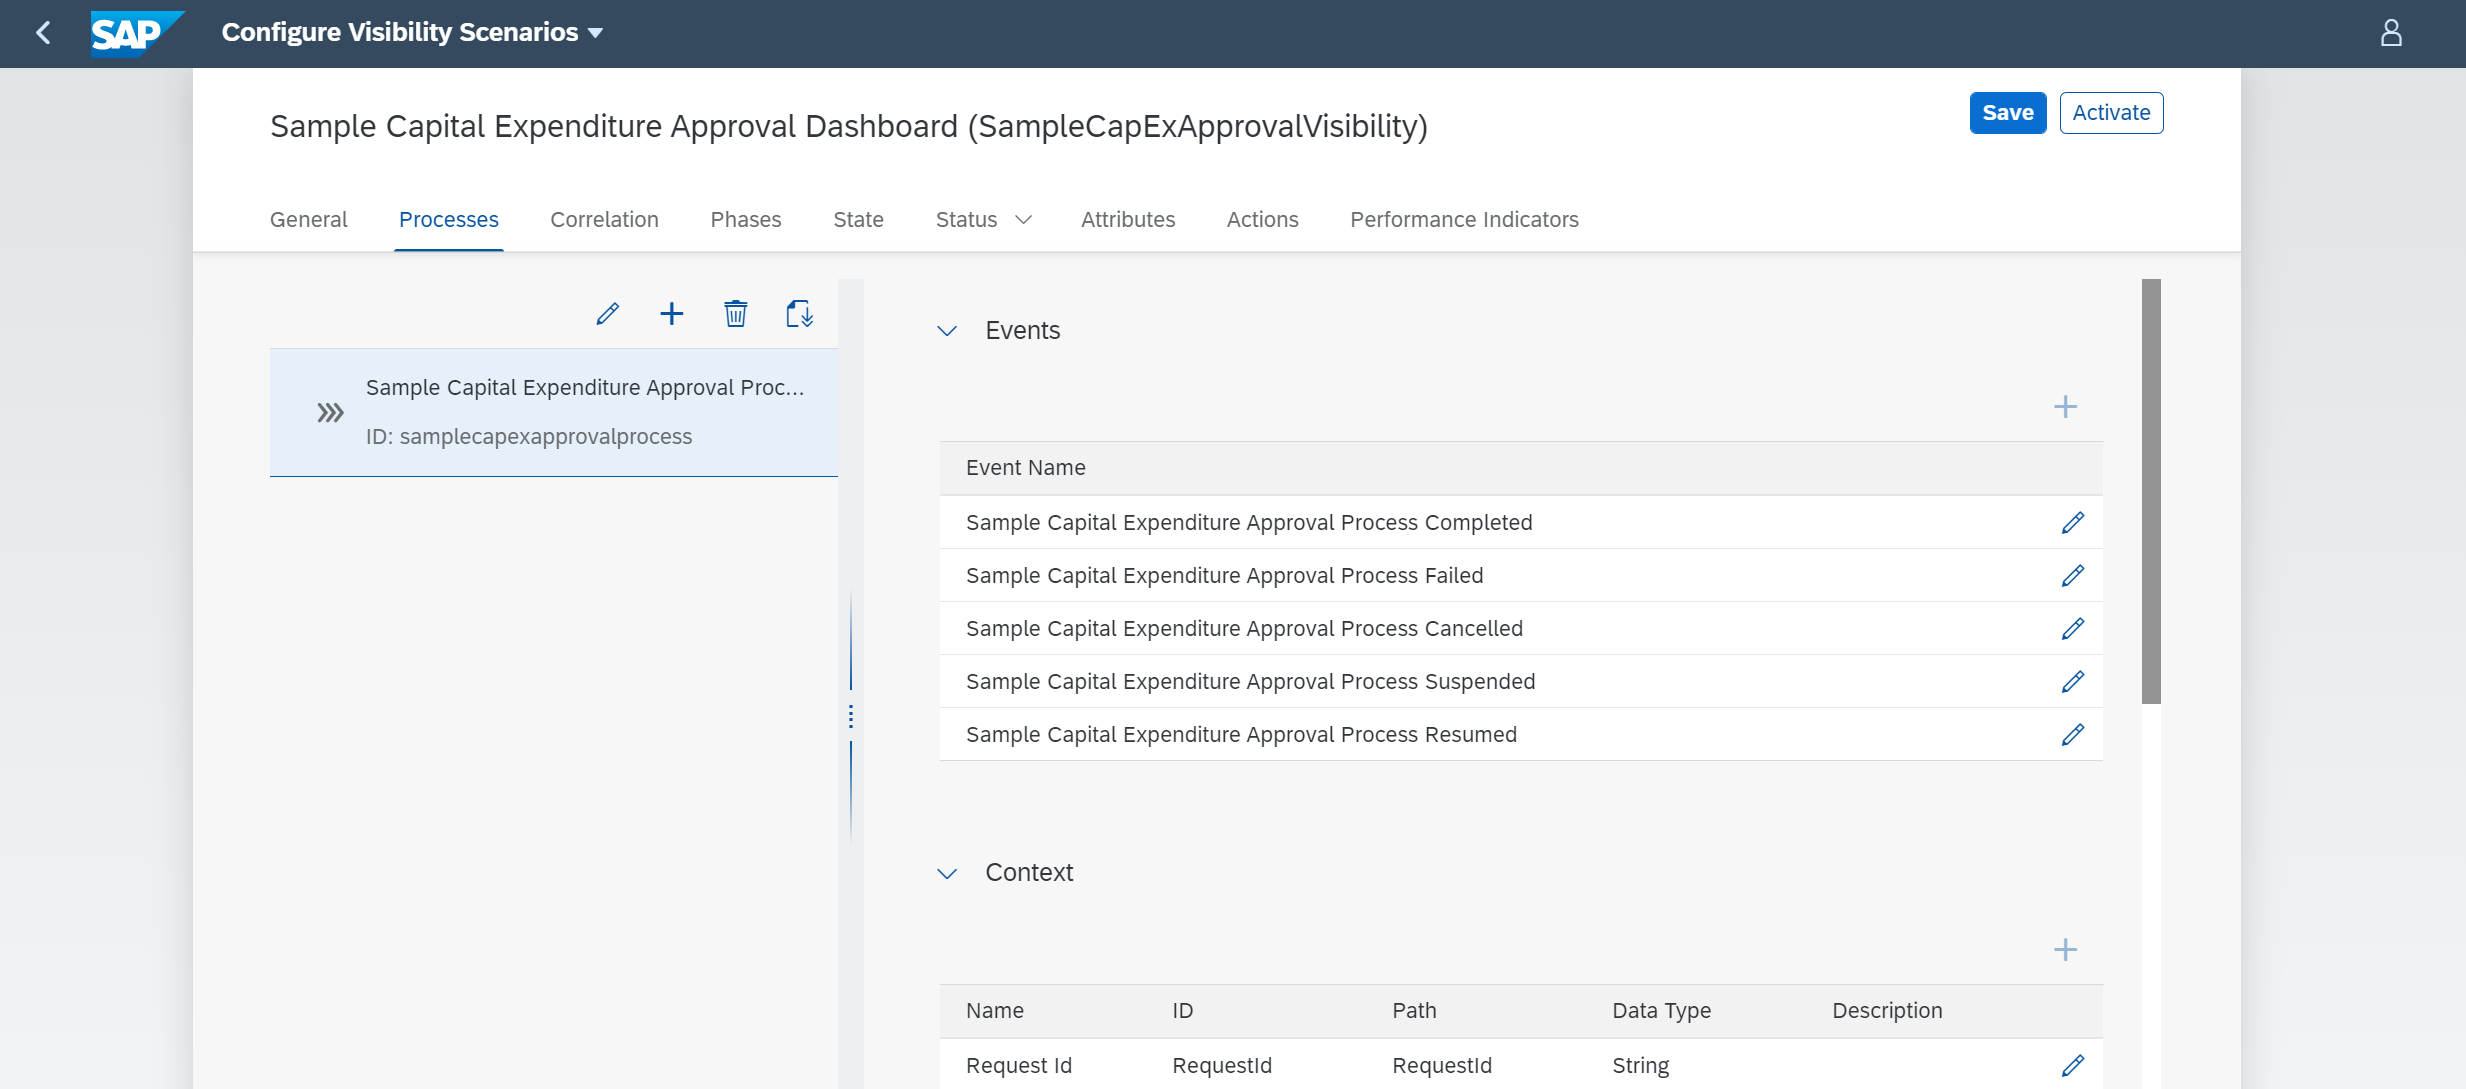 SAP Configure Visibility Scenarios
Sample Capital Expenditure Approval Dashboard (SampleCapExApprovalVisibility)
Save Activate
General Processes Correlation Phases State Status Attributes Actions Performance Indicators
Sample Capital Expenditure Approval Proc...
ID: samplecapexapprovalprocess
Events
Event Name
Sample Capital Expenditure Approval Process Completed
Sample Capital Expenditure Approval Process Failed
Sample Capital Expenditure Approval Process Cancelled
Sample Capital Expenditure Approval Process Suspended
Sample Capital Expenditure Approval Process Resumed
Context
Name ID Path Data Type Description
Request Id RequestId RequestId String